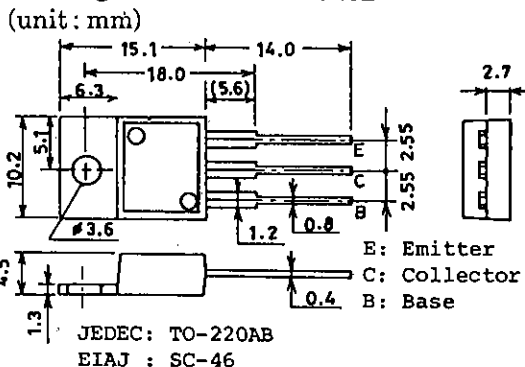 (unit: mm)
15.1
14.0
18.0
(5.6)
6.3
2.7
10.2
5.1
E
C
B
2.55
2.55
ø3.6
1.2
0.8
4.5
1.3
0.4
E: Emitter
C: Collector
B: Base
JEDEC: TO-220AB
EIAJ : SC-46